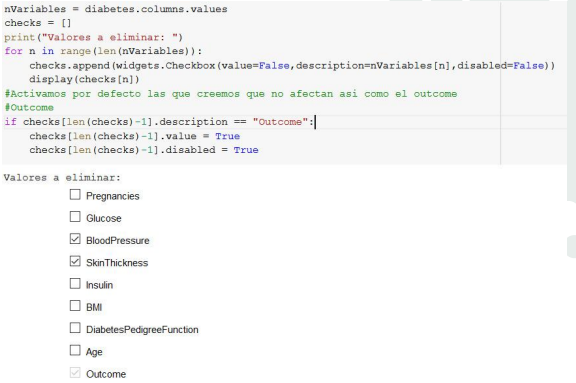 nVariables = diabetes.columns.values
checks = []
print("Valores a eliminar: ")
for n in range(len(nVariables)):
    checks.append(widgets.Checkbox(value=False,description=nVariables[n],disabled=False))
    display(checks[n])
#Activamos por defecto las que creemos que no afectan asi como el outcome
#Outcome
if checks[len(checks)-1].description == "Outcome":
    checks[len(checks)-1].value = True
    checks[len(checks)-1].disabled = True
Valores a eliminar:
Pregnancies
Glucose
BloodPressure
SkinThickness
Insulin
BMI
DiabetesPedigreeFunction
Age
Outcome